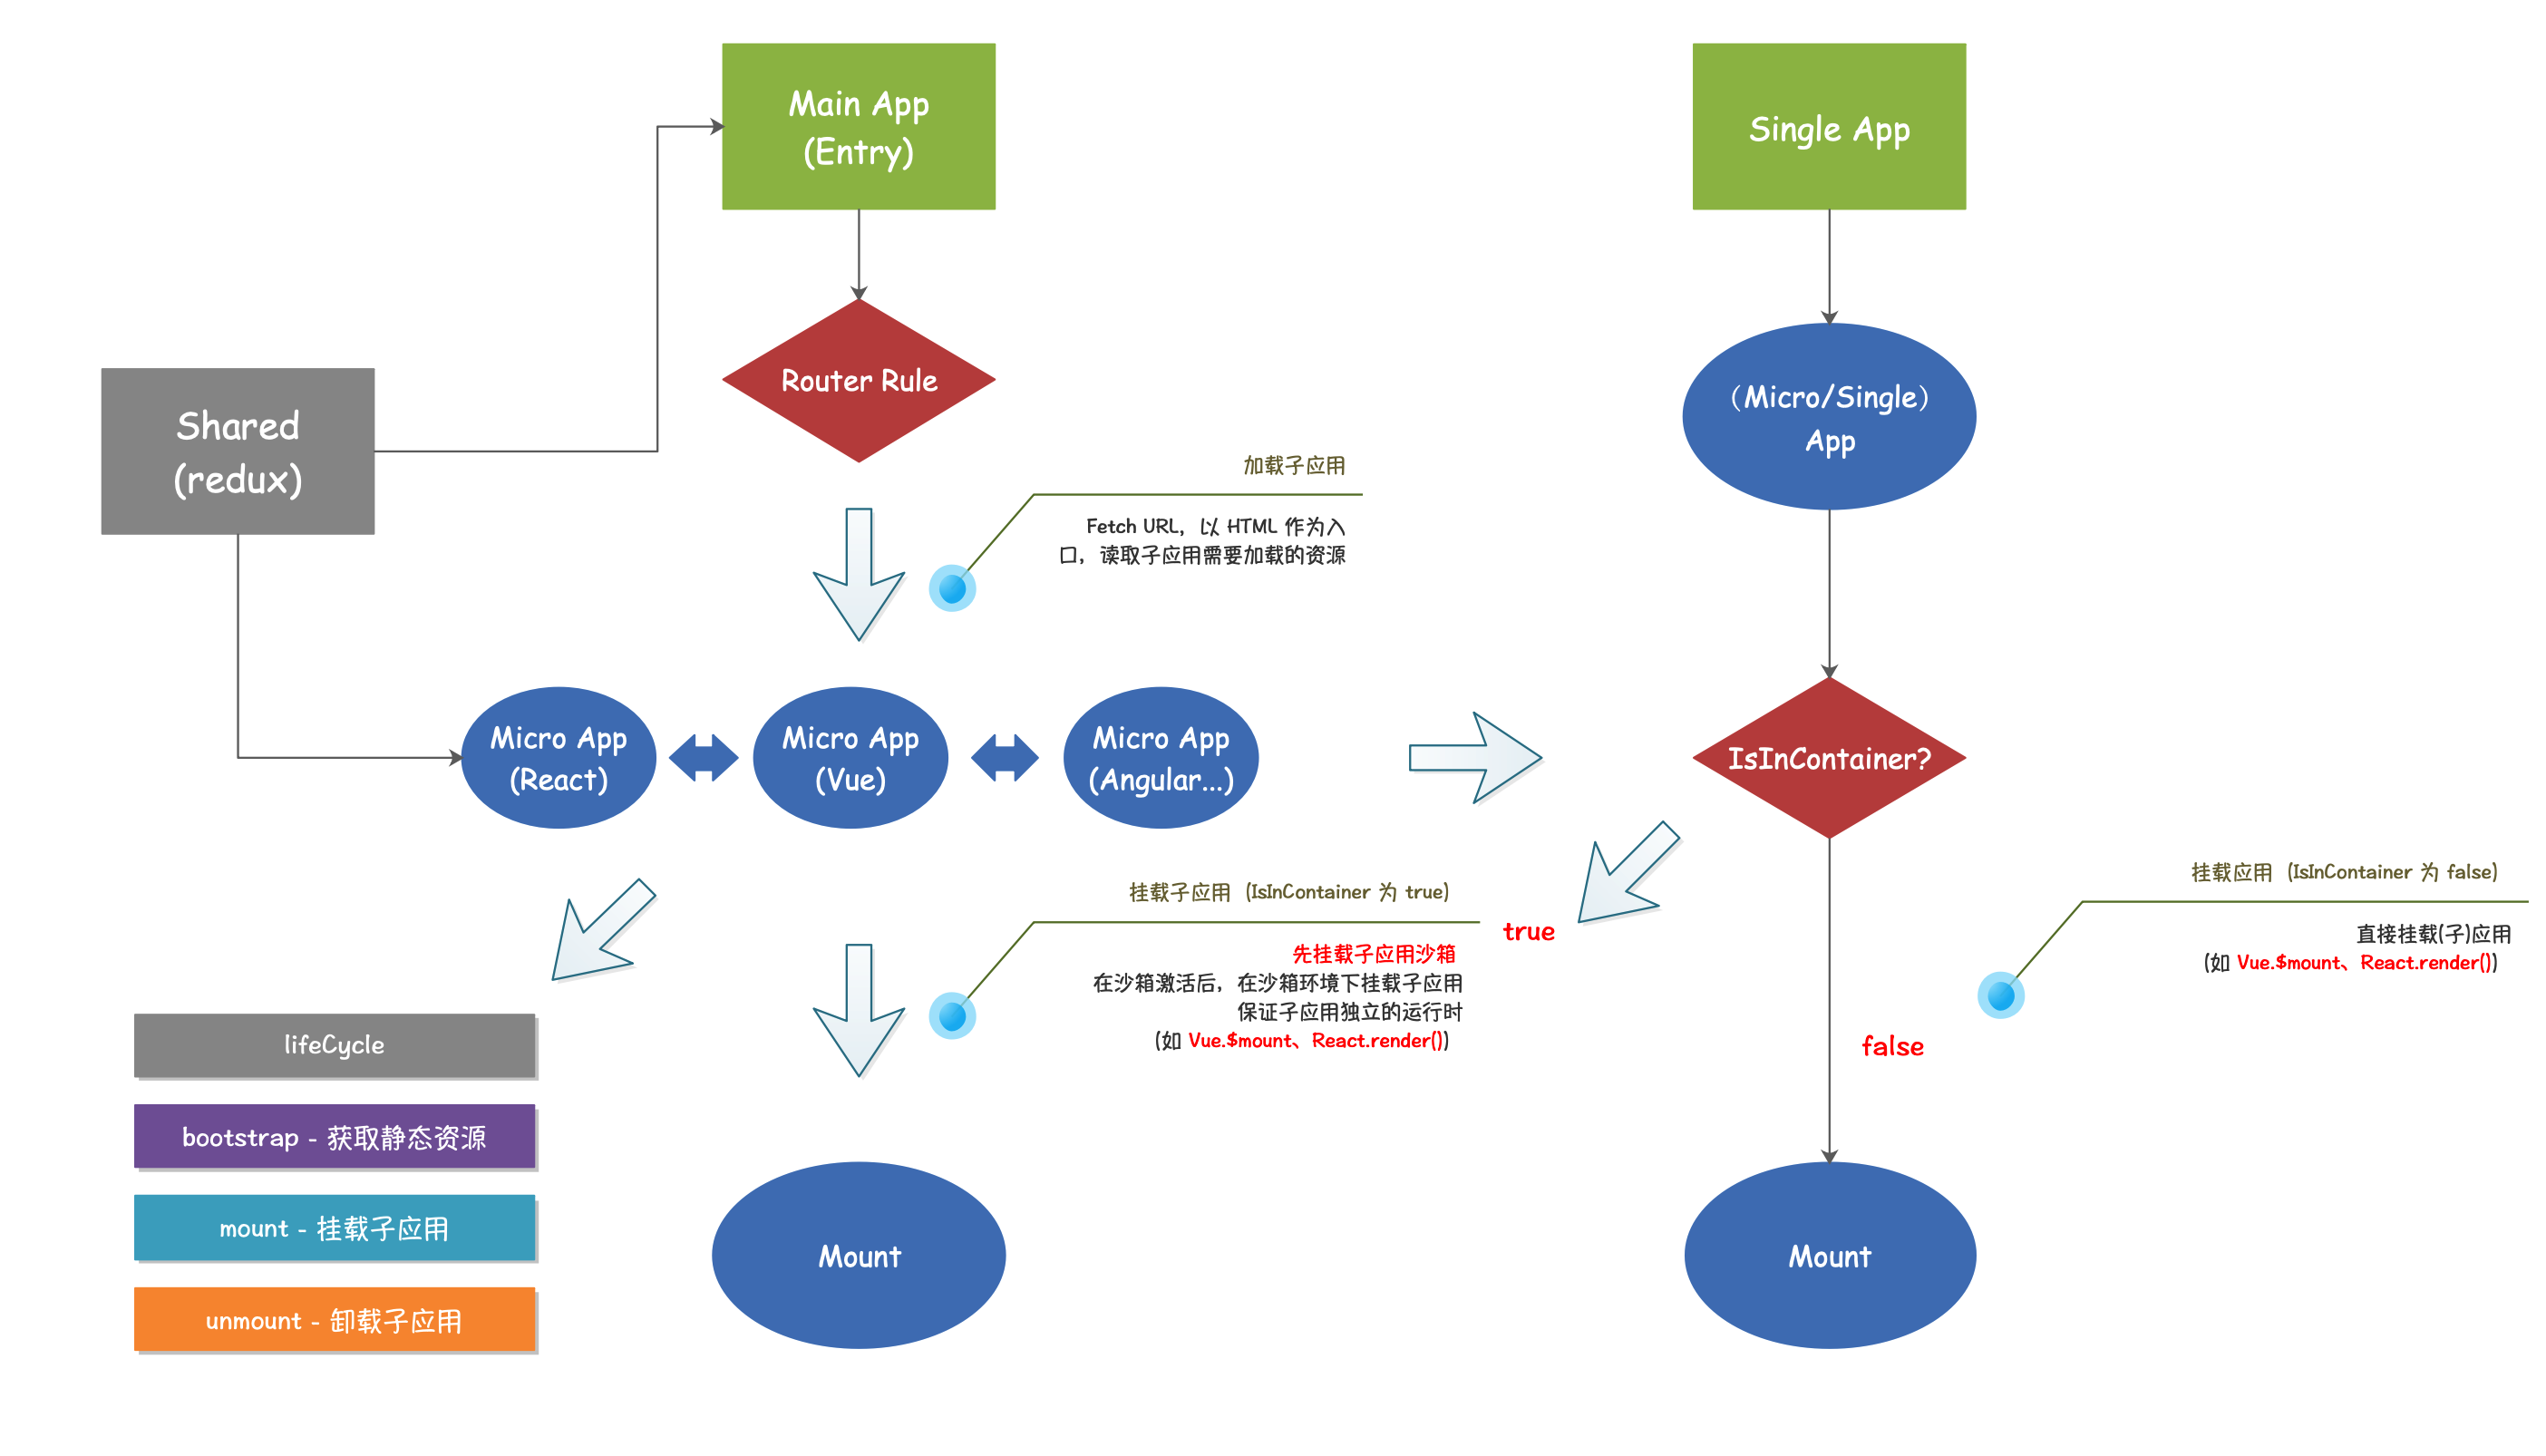 Main App
(Entry)
Single App
Router Rule
（Micro/Single）
App
Shared
(redux)
加载子应用
Fetch URL，以 HTML 作为入
口，读取子应用需要加载的资源
Micro App
(React)
Micro App
(Vue)
Micro App
(Angular...)
IsInContainer?
挂载子应用（IsInContainer 为 true）
先挂载子应用沙箱
在沙箱激活后，在沙箱环境下挂载子应用
保证子应用独立的运行时
（如 Vue.$mount、React.render()）
true
挂载应用（IsInContainer 为 false）
直接挂载(子)应用
（如 Vue.$mount、React.render()）
false
lifeCycle
bootstrap - 获取静态资源
mount - 挂载子应用
unmount - 卸载子应用
Mount
Mount